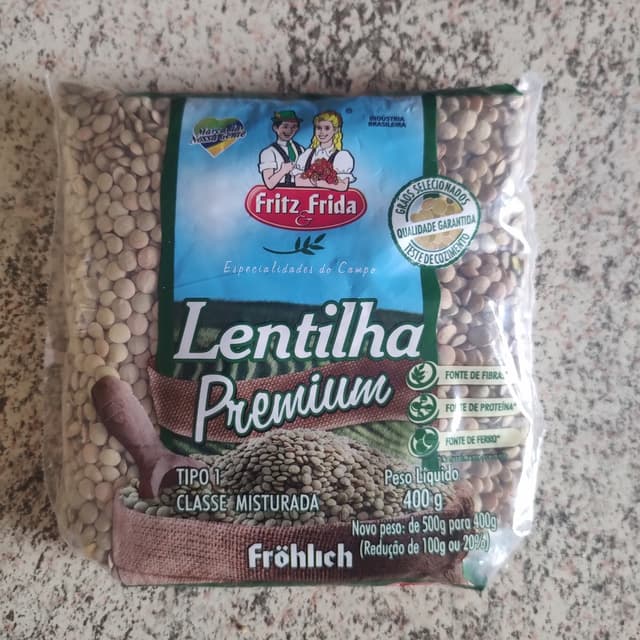 Marca da
Nossa Gente
®
INDÚSTRIA
BRASILEIRA
Fritz & Frida
Especialidades do Campo
GRÃOS SELECIONADOS
QUALIDADE GARANTIDA
TESTE DE COZIMENTO
Lentilha
Premium
FONTE DE FIBRAS
FONTE DE PROTEÍNA*
FONTE DE FERRO*
TIPO 1
CLASSE MISTURADA
Peso Líquido
400 g
Novo peso: de 500g para 400g
(Redução de 100g ou 20%)
Fröhlich